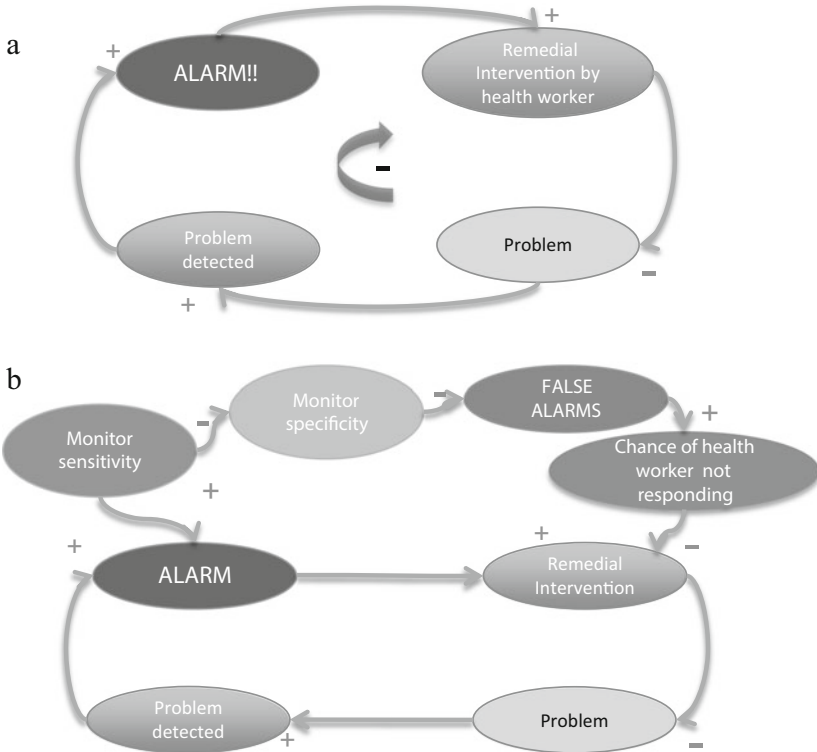 a
+
+
ALARM!!
Remedial
Intervention by
health worker
-
Problem
detected
Problem
+
-
b
Monitor
sensitivity
-
Monitor
specificity
-
FALSE
ALARMS
+
Chance of health
worker not
responding
+
+
+
-
ALARM
Remedial
Intervention
Problem
detected
+
Problem
-